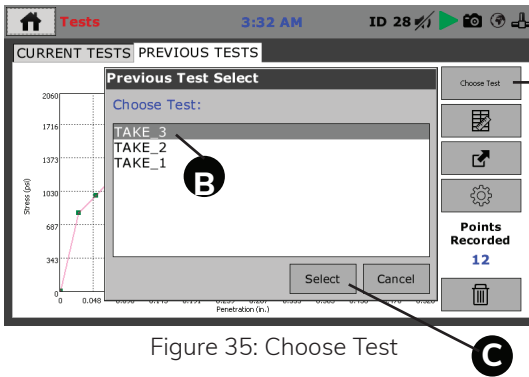 Tests 3:32 AM ID 28
CURRENT TESTS PREVIOUS TESTS
Previous Test Select
Choose Test:
TAKE_3
TAKE_2
TAKE_1
B
Select Cancel
Choose Test
Points
Recorded
12
2060
1716
1373
1030
687
343
0
Stress (psi)
0 0.048
Penetration (in.)
C
Figure 35: Choose Test